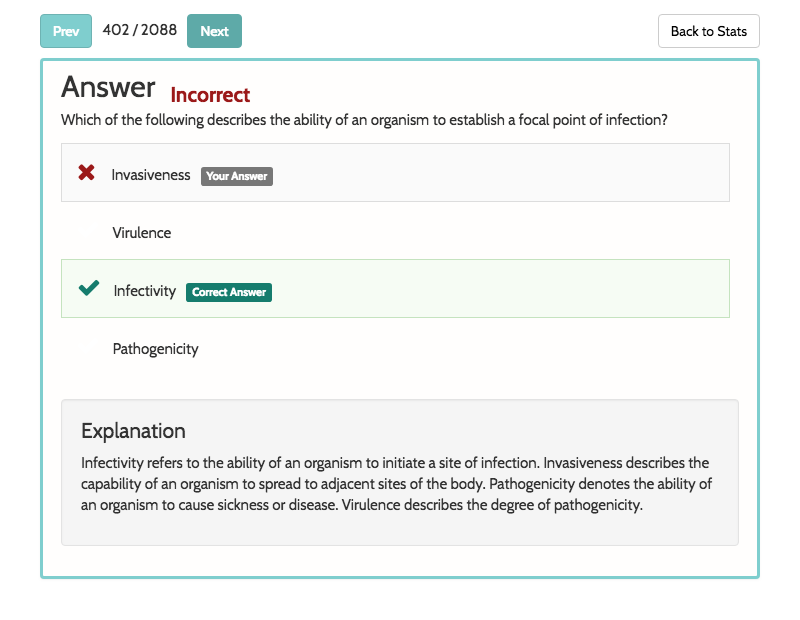 Prev 402 / 2088 Next Back to Stats
Answer Incorrect
Which of the following describes the ability of an organism to establish a focal point of infection?
Invasiveness Your Answer
Virulence
Infectivity Correct Answer
Pathogenicity
Explanation
Infectivity refers to the ability of an organism to initiate a site of infection. Invasiveness describes the
capability of an organism to spread to adjacent sites of the body. Pathogenicity denotes the ability of
an organism to cause sickness or disease. Virulence describes the degree of pathogenicity.